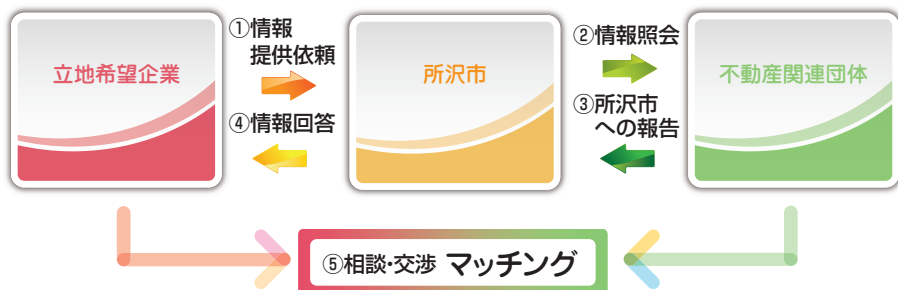 立地希望企業
①情報
提供依頼
④情報回答
所沢市
②情報照会
③所沢市
への報告
不動産関連団体
⑤相談・交渉 マッチング